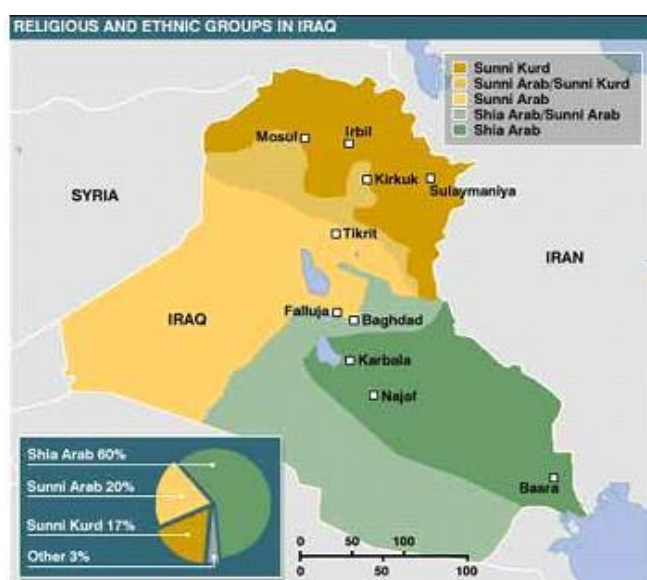 RELIGIOUS AND ETHNIC GROUPS IN IRAQ
Sunni Kurd
Sunni Arab/Sunni Kurd
Sunni Arab
Shia Arab/Sunni Arab
Shia Arab
Mosul
Irbil
Kirkuk
Sulaymaniya
SYRIA
Tikrit
IRAN
Falluja
IRAQ
Baghdad
Karbala
Najaf
Basra
Shia Arab 60%
Sunni Arab 20%
Sunni Kurd 17%
Other 3%
0 50 100
0 50 100